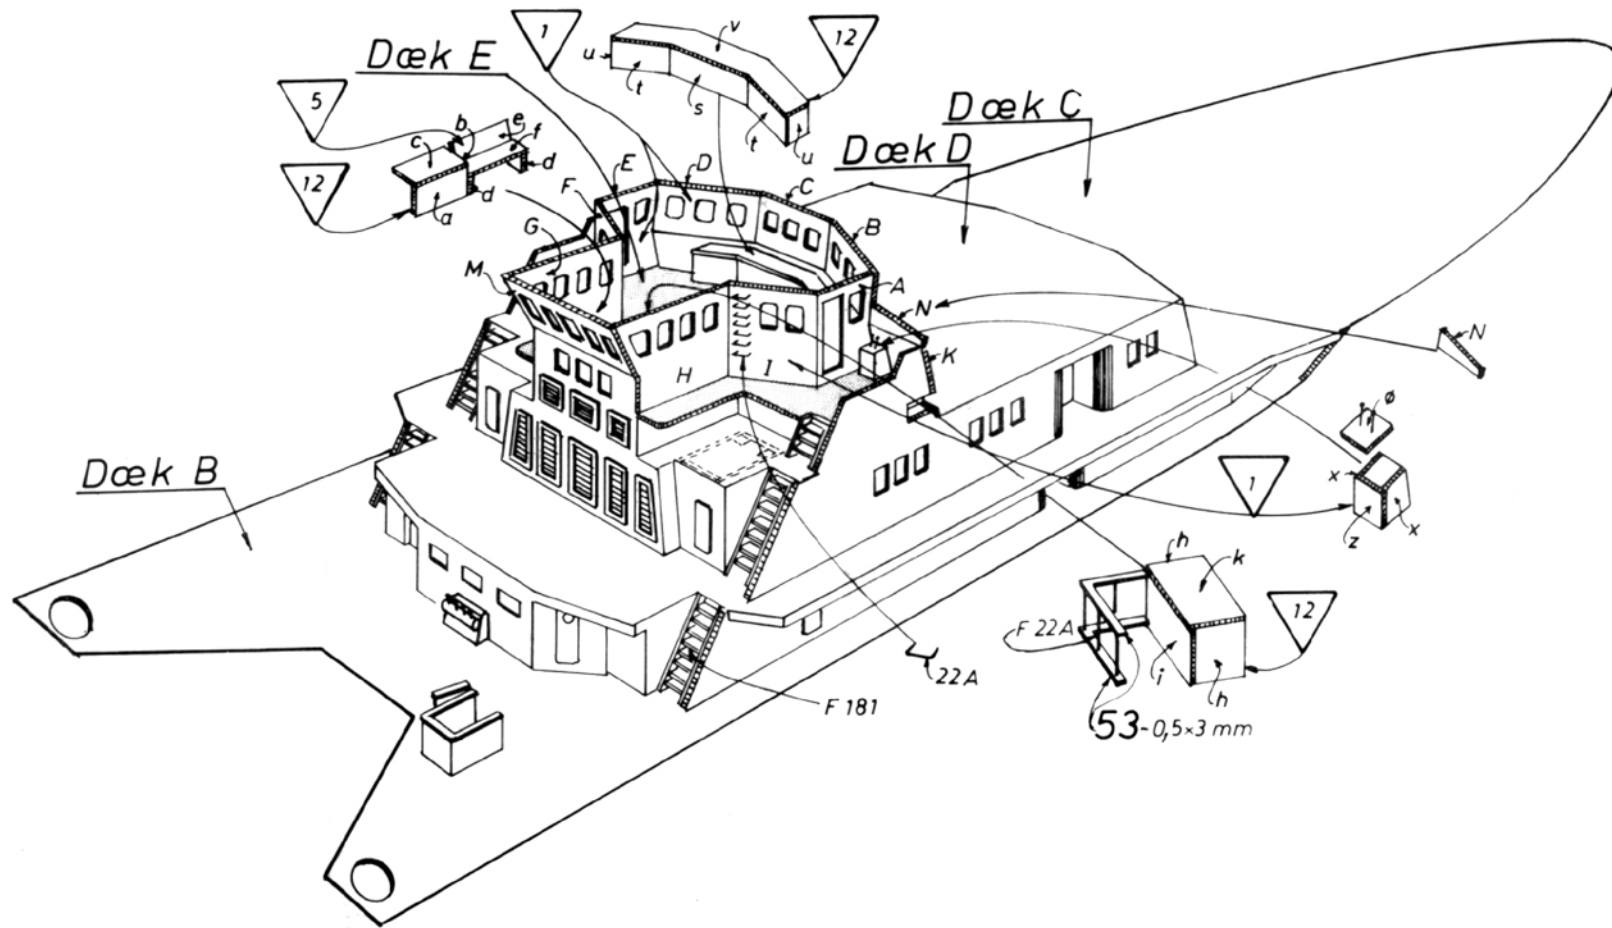 1
v
12
Dæk E
u
t
s
t
u
5
Dæk C
b
e
c
f
d
12
a
d
Dæk D
E
D
C
F
B
G
M
A
N
N
K
H
I
ø
Dæk B
1
x
z
x
h
k
12
F 22A
i
h
22A
F 181
53-0,5×3 mm